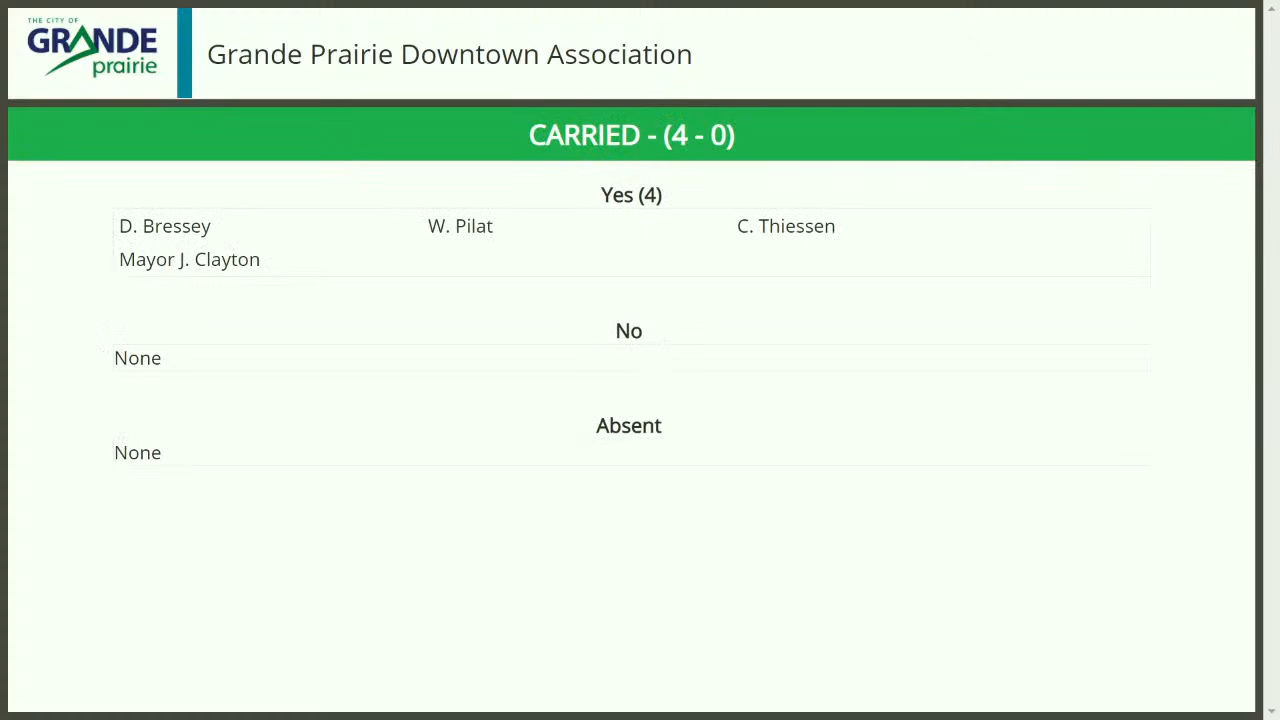 THE CITY OF
GRANDE
prairie
Grande Prairie Downtown Association
CARRIED - (4 - 0)
Yes (4)
D. Bressey W. Pilat C. Thiessen
Mayor J. Clayton
No
None
Absent
None